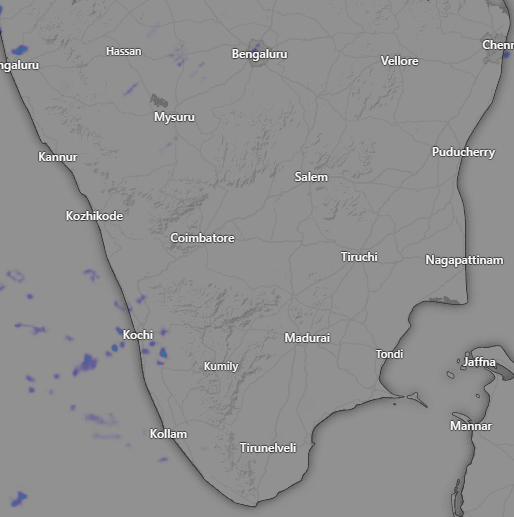 Chenn
Hassan
Bengaluru
Vellore
ngaluru
Mysuru
Puducherry
Kannur
Salem
Kozhikode
Coimbatore
Tiruchi
Nagapattinam
Kochi
Madurai
Tondi
Kumily
Jaffna
Mannar
Kollam
Tirunelveli